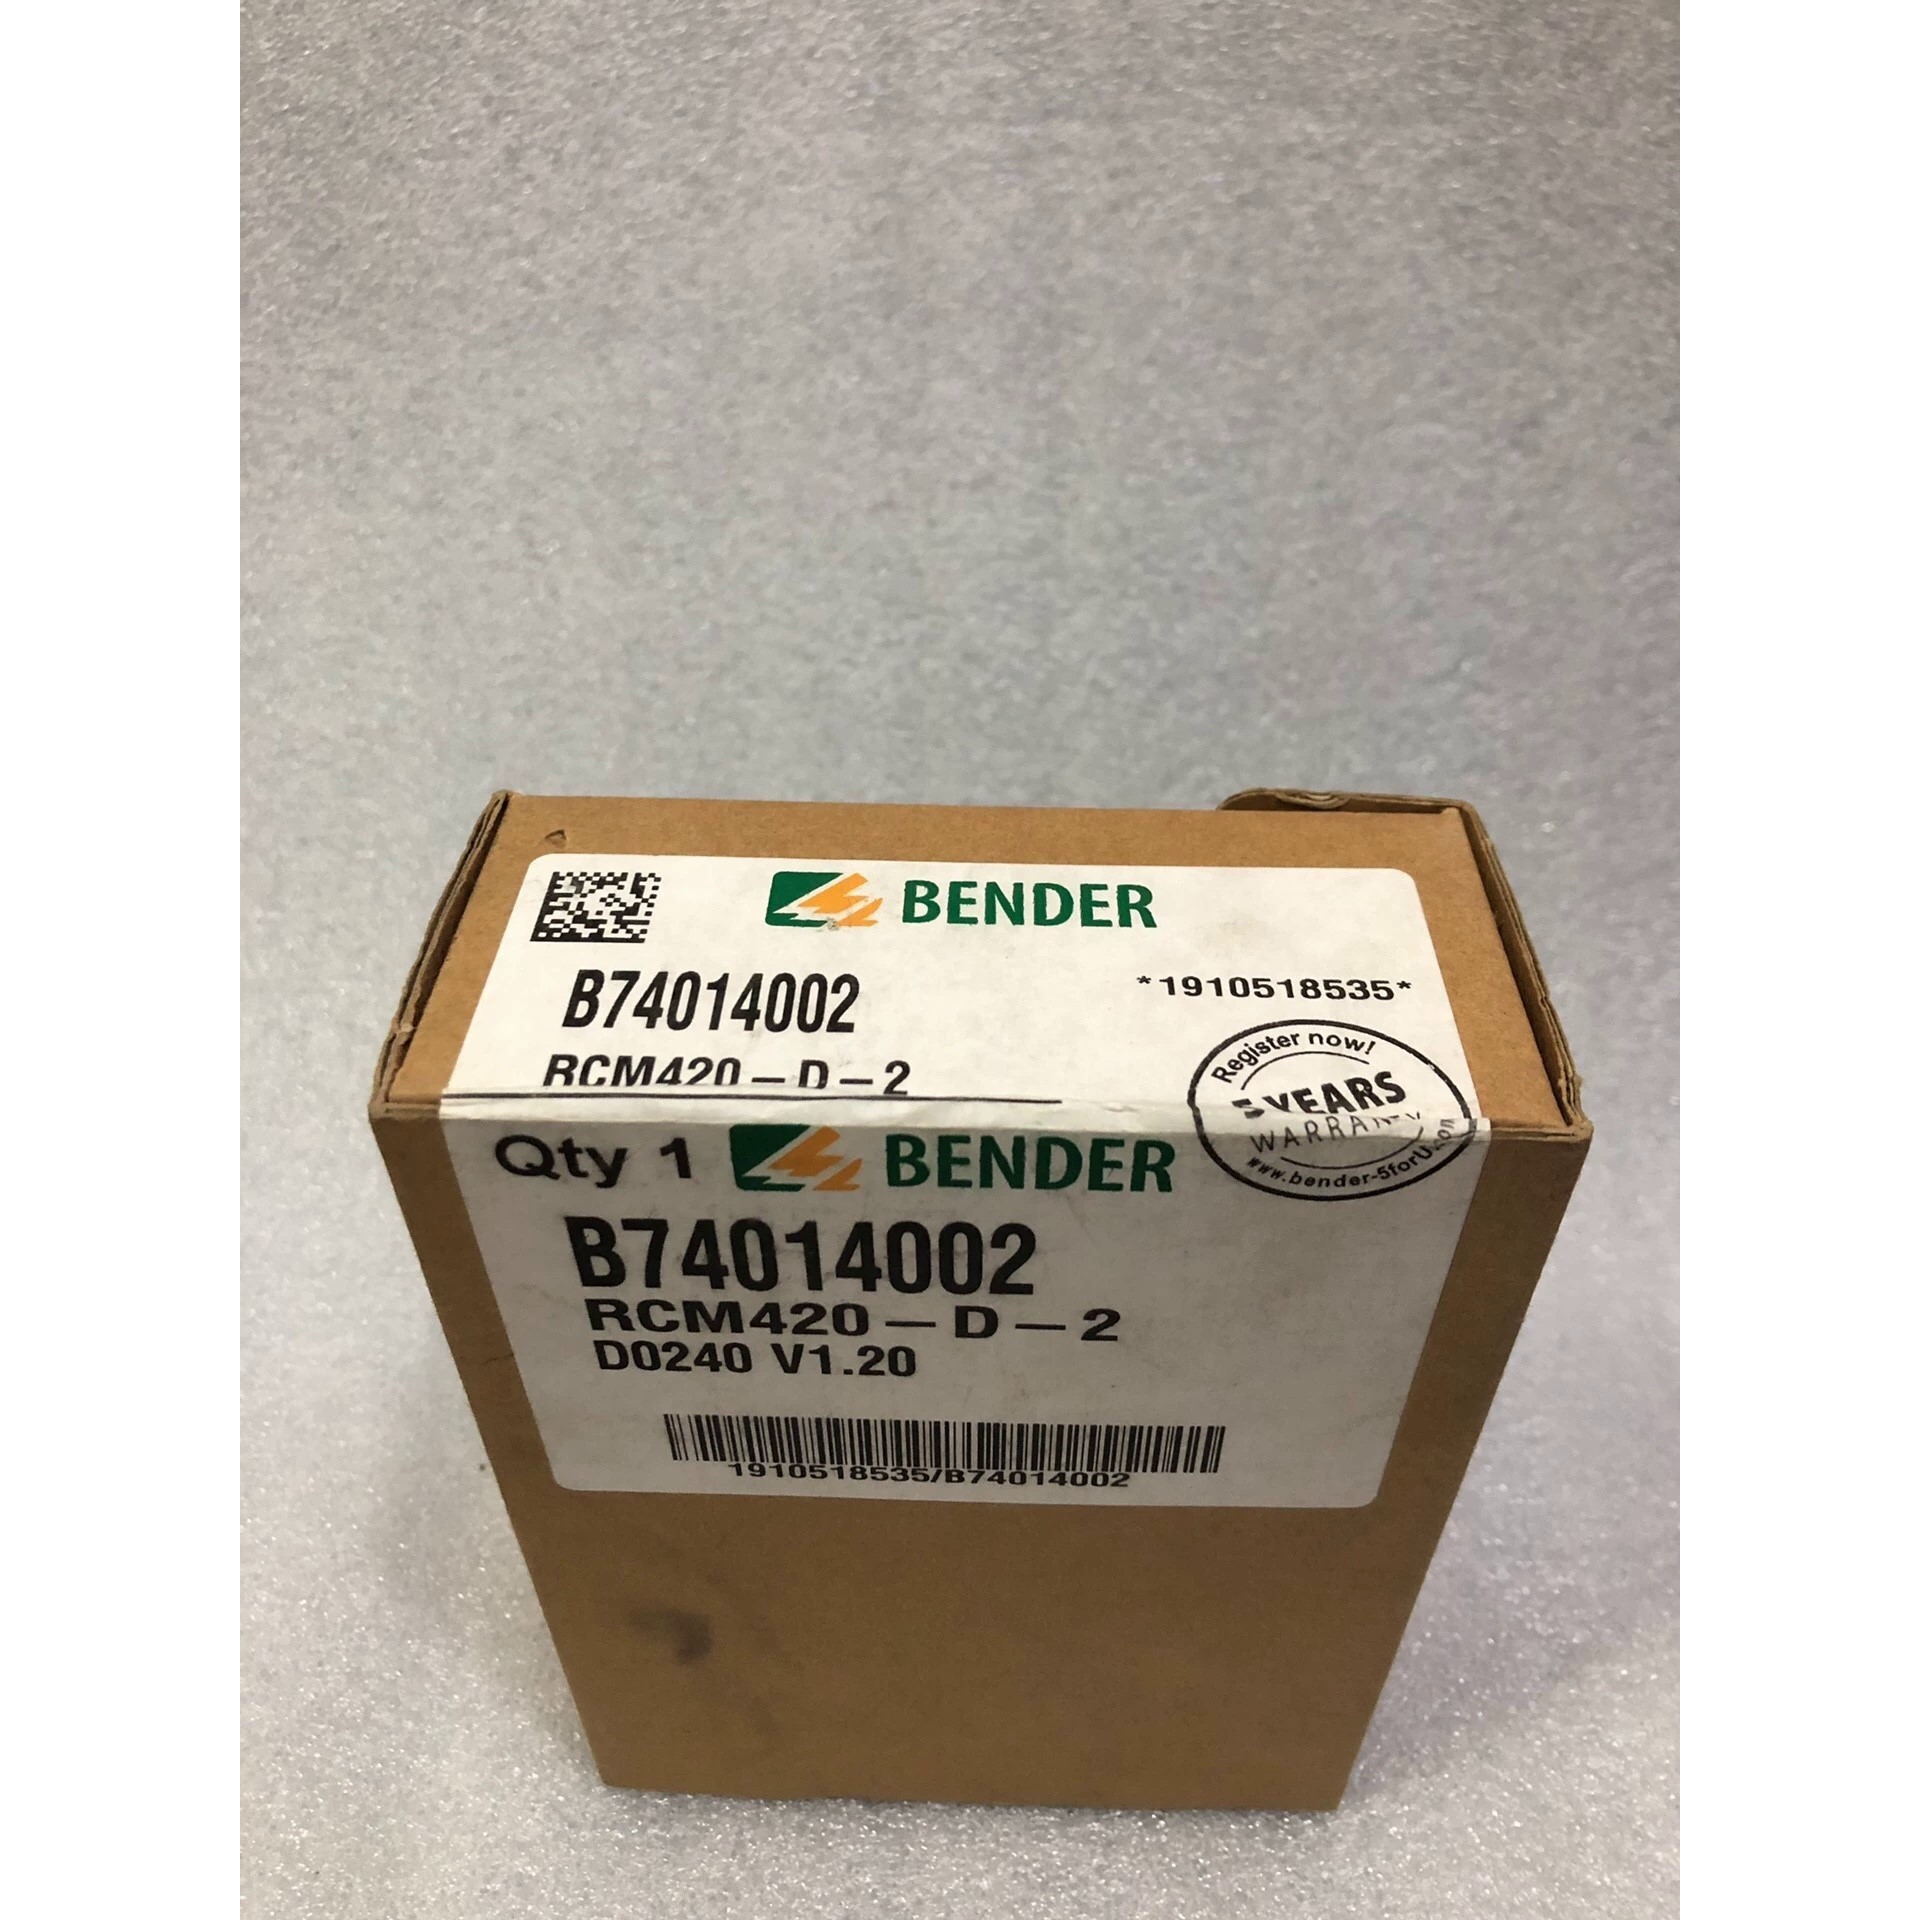 BENDER
B74014002
*1910518535*
RCM420-D-2
Register now!
5 YEARS
WARRANTY
www.bender-5forU.com
Qty 1 BENDER
B74014002
RCM420-D-2
D0240 V1.20
1910518535/B74014002